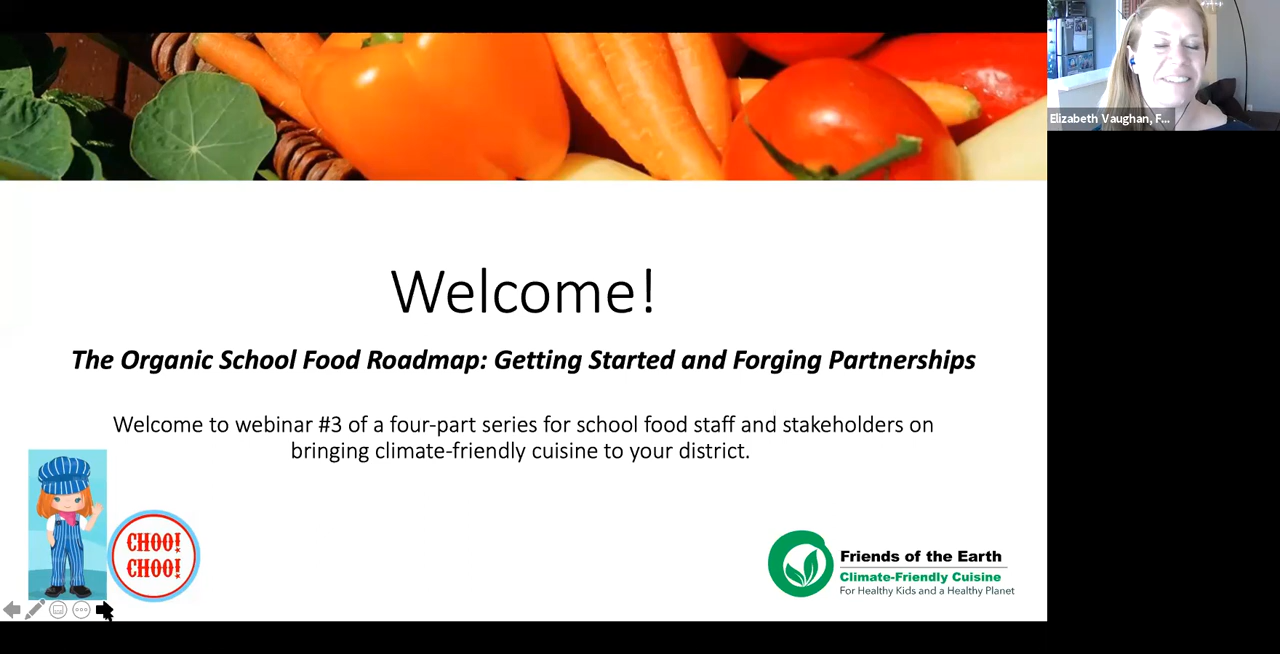 Elizabeth Vaughan, F...
Welcome!
The Organic School Food Roadmap: Getting Started and Forging Partnerships
Welcome to webinar #3 of a four-part series for school food staff and stakeholders on
bringing climate-friendly cuisine to your district.
CHOO!
CHOO!
Friends of the Earth
Climate-Friendly Cuisine
For Healthy Kids and a Healthy Planet